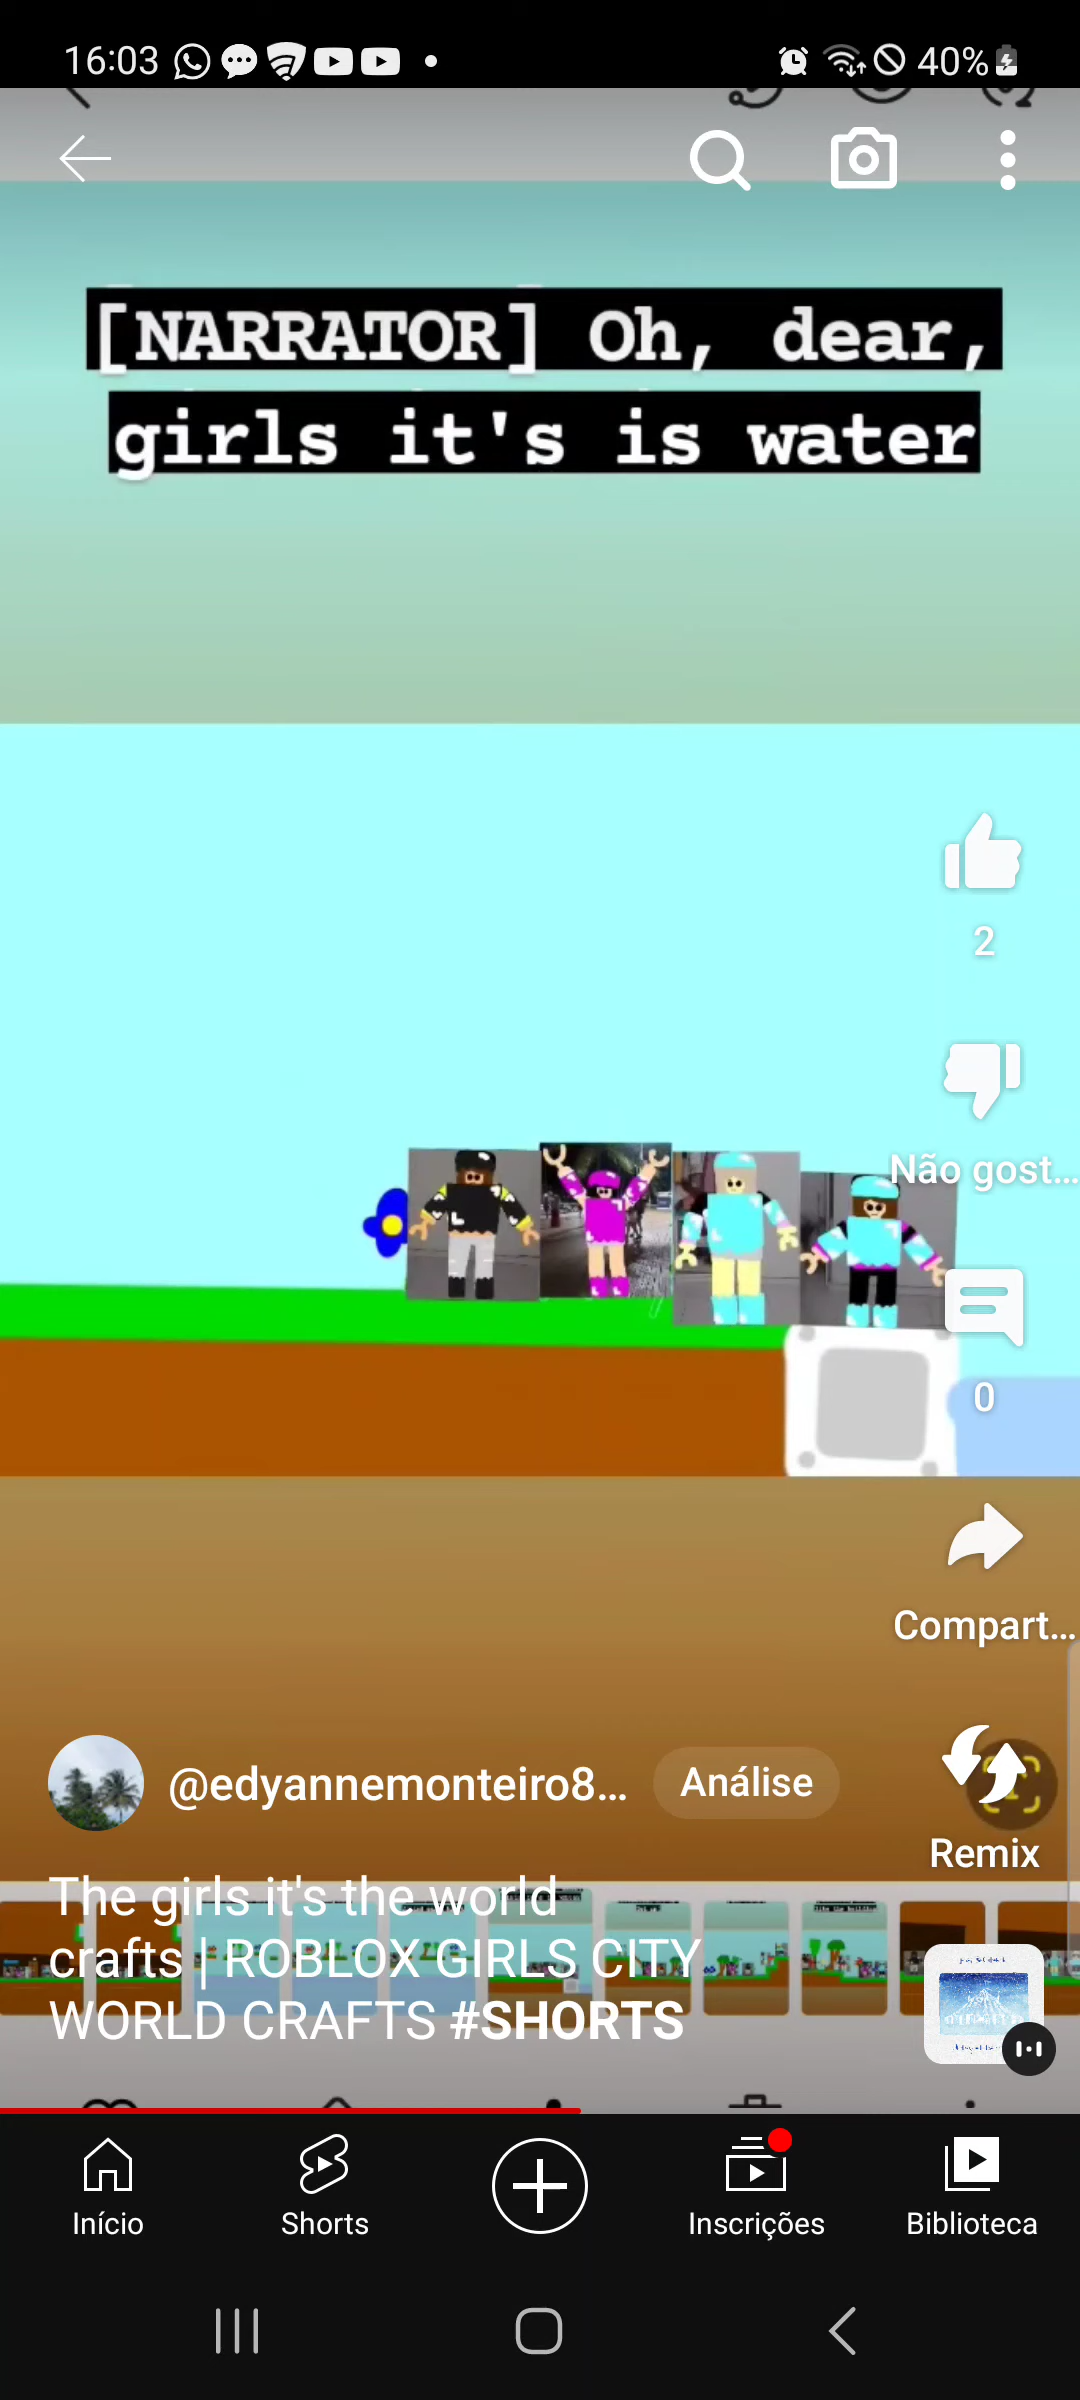 16:03
40%
[NARRATOR] Oh, dear,
girls it's is water
2
Não gost...
0
Compart...
@edyannemonteiro8...
Análise
Remix
The girls it's the world
crafts | ROBLOX GIRLS CITY
WORLD CRAFTS #SHORTS
Início
Shorts
Inscrições
Biblioteca